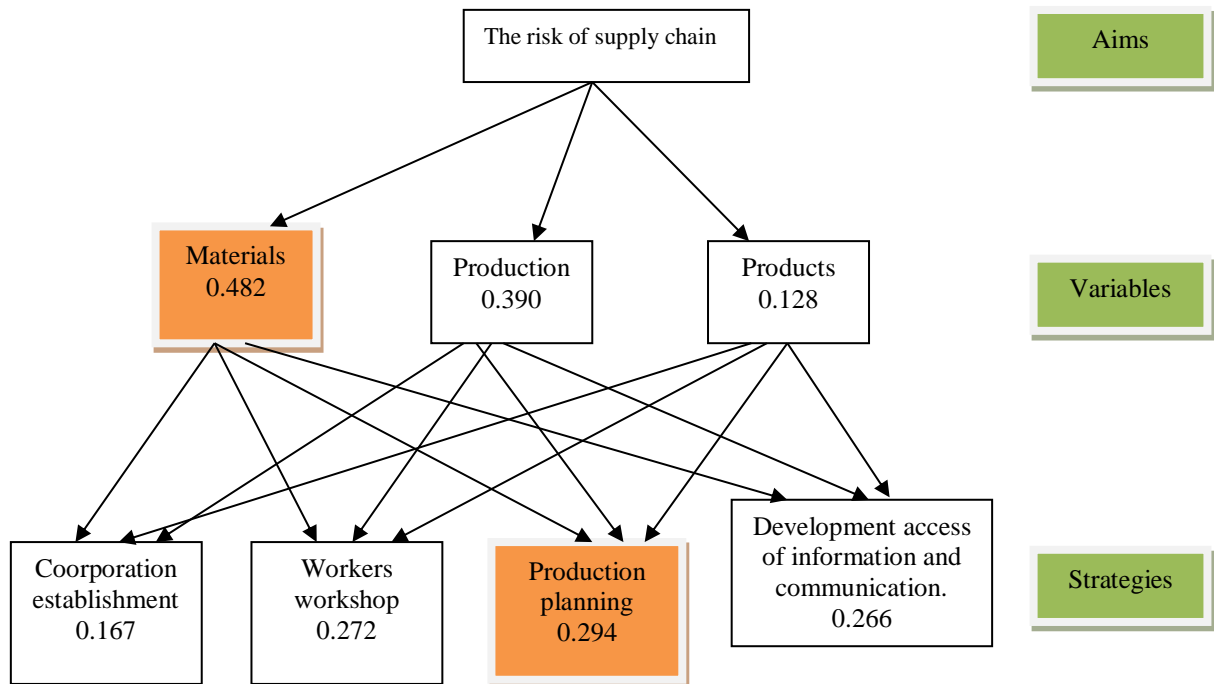 The risk of supply chain
Aims
Materials
0.482
Production
0.390
Products
0.128
Variables
Coorporation
establishment
0.167
Workers
workshop
0.272
Production
planning
0.294
Development access
of information and
communication.
0.266
Strategies